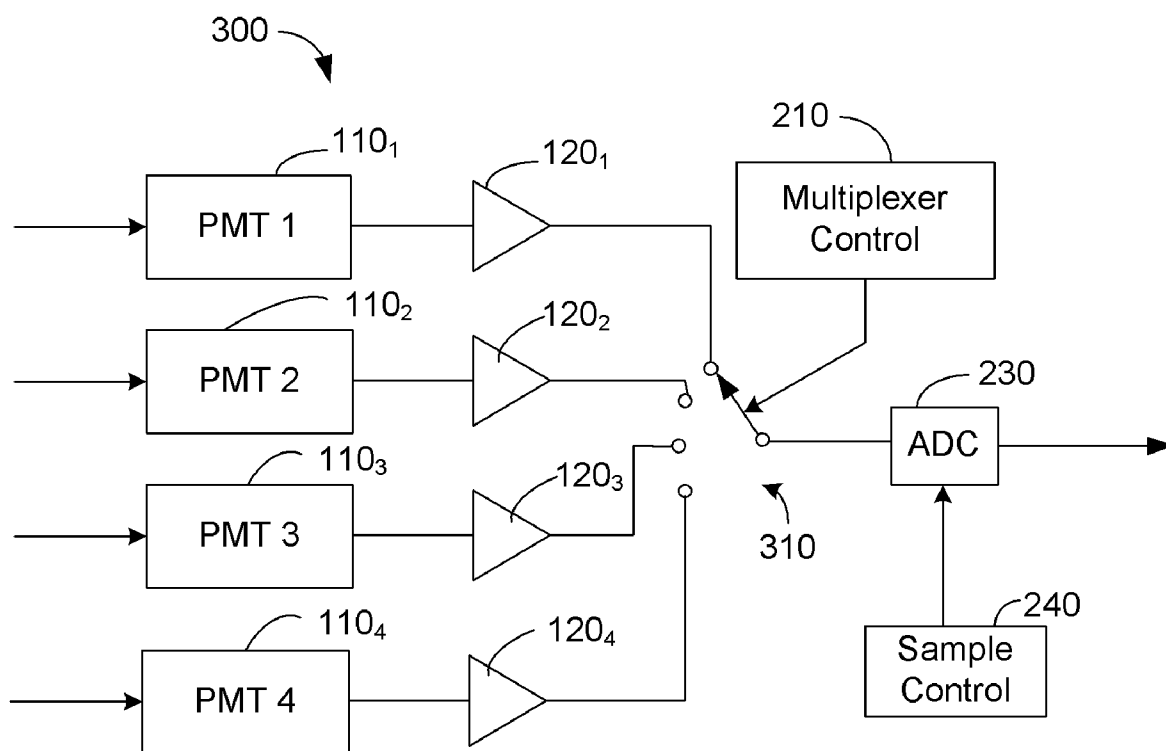 300
110₁
PMT 1
120₁
210
Multiplexer
Control
110₂
PMT 2
120₂
230
ADC
110₃
PMT 3
120₃
310
110₄
PMT 4
120₄
240
Sample
Control